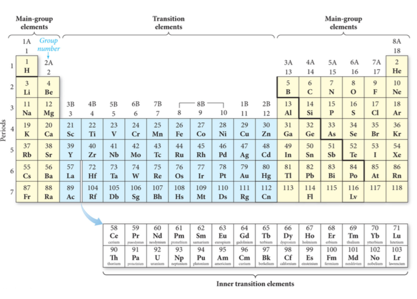 Main-group elements Transition elements Main-group elements
1A Group number 8A
1 18
1 2A 3A 4A 5A 6A 7A 2
H 2 13 14 15 16 17 He
3 4 5 6 7 8 9 10
Li Be B C N O F Ne
11 12 3B 4B 5B 6B 7B 8B 1B 2B 13 14 15 16 17 18
Na Mg 3 4 5 6 7 8 9 10 11 12 Al Si P S Cl Ar
19 20 21 22 23 24 25 26 27 28 29 30 31 32 33 34 35 36
K Ca Sc Ti V Cr Mn Fe Co Ni Cu Zn Ga Ge As Se Br Kr
37 38 39 40 41 42 43 44 45 46 47 48 49 50 51 52 53 54
Rb Sr Y Zr Nb Mo Tc Ru Rh Pd Ag Cd In Sn Sb Te I Xe
55 56 57 72 73 74 75 76 77 78 79 80 81 82 83 84 85 86
Cs Ba La Hf Ta W Re Os Ir Pt Au Hg Tl Pb Bi Po At Rn
87 88 89 104 105 106 107 108 109 110 111 112 113 114 115 116 117 118
Fr Ra Ac Rf Db Sg Bh Hs Mt Ds Rg Cn Fl Lv
Periods
1
2
3
4
5
6
7
58 59 60 61 62 63 64 65 66 67 68 69 70 71
Ce Pr Nd Pm Sm Eu Gd Tb Dy Ho Er Tm Yb Lu
90 91 92 93 94 95 96 97 98 99 100 101 102 103
Th Pa U Np Pu Am Cm Bk Cf Es Fm Md No Lr
Inner transition elements